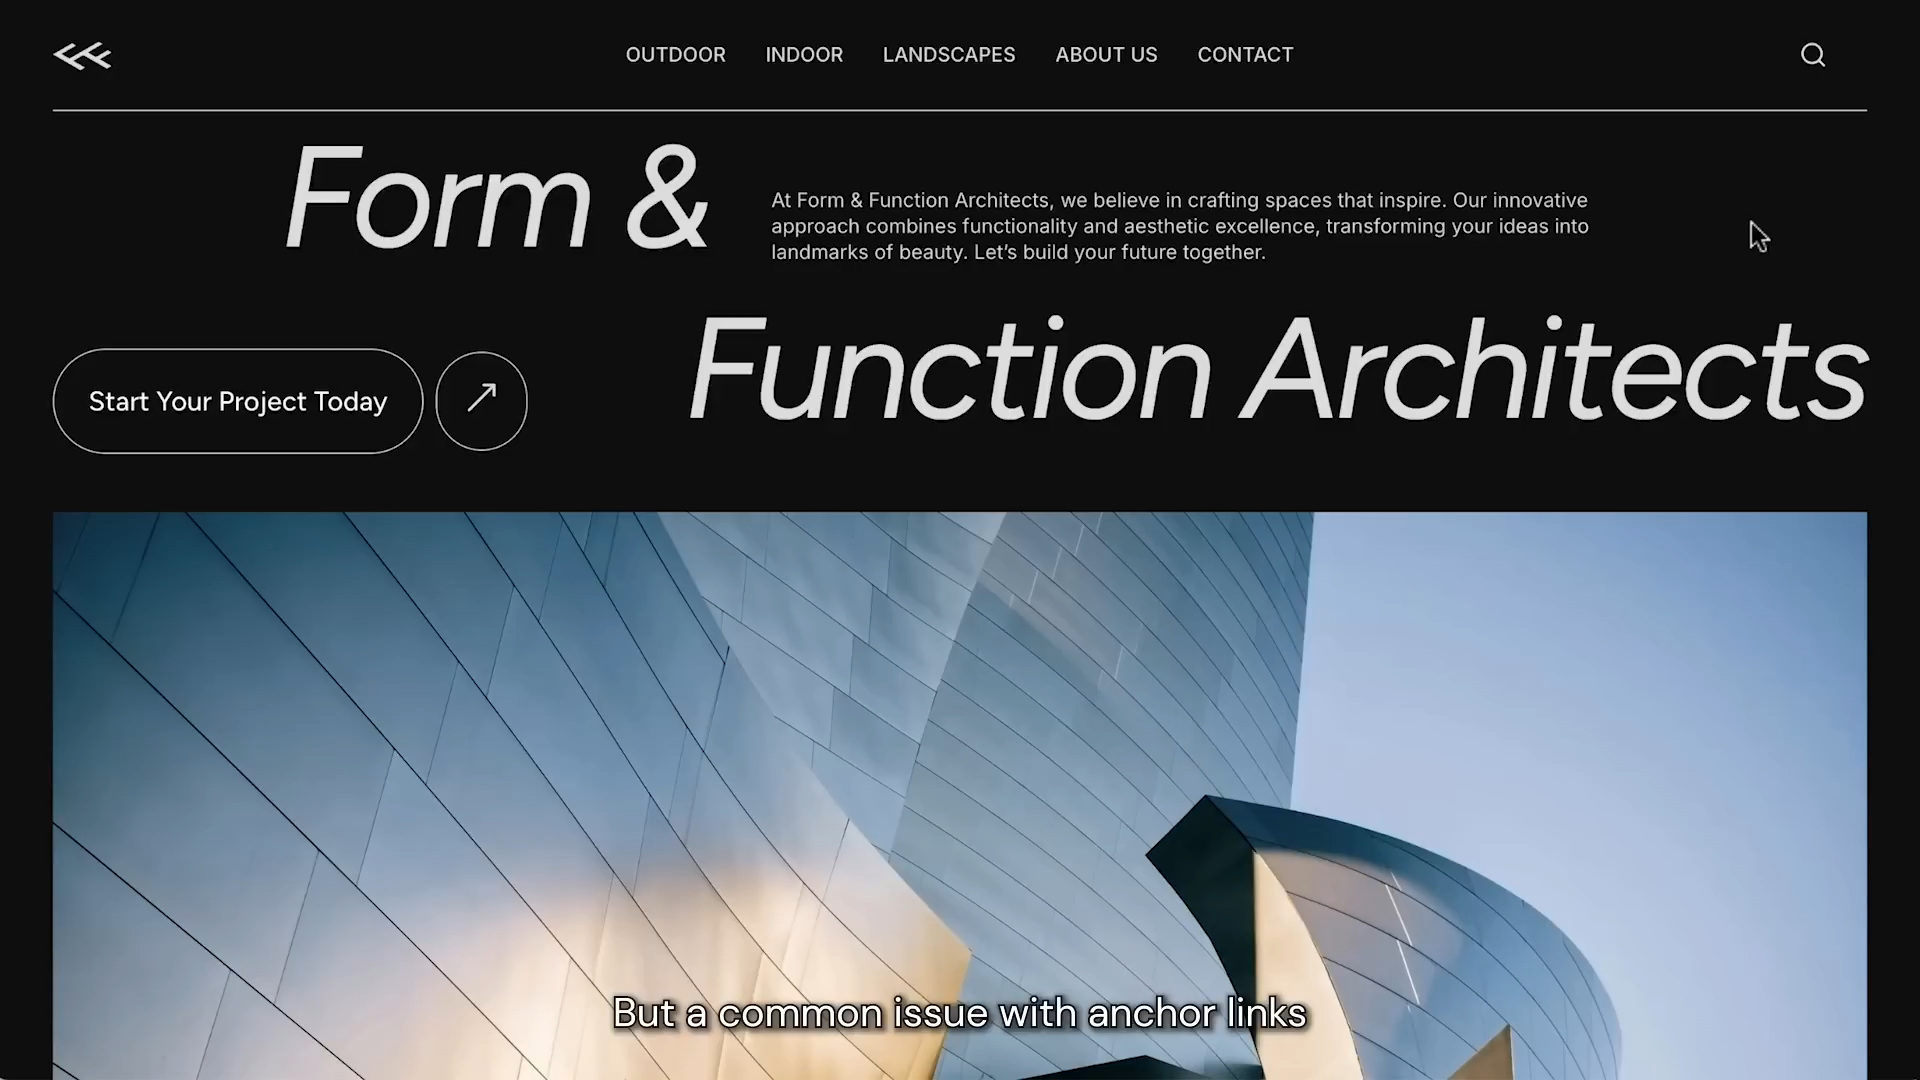 OUTDOOR INDOOR LANDSCAPES ABOUT US CONTACT
Form &
At Form & Function Architects, we believe in crafting spaces that inspire. Our innovative
approach combines functionality and aesthetic excellence, transforming your ideas into
landmarks of beauty. Let’s build your future together.
Function Architects
Start Your Project Today
But a common issue with anchor links